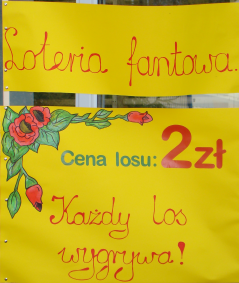 Loteria fantowa.
Cena losu: 2zł
Każdy los
wygrywa!